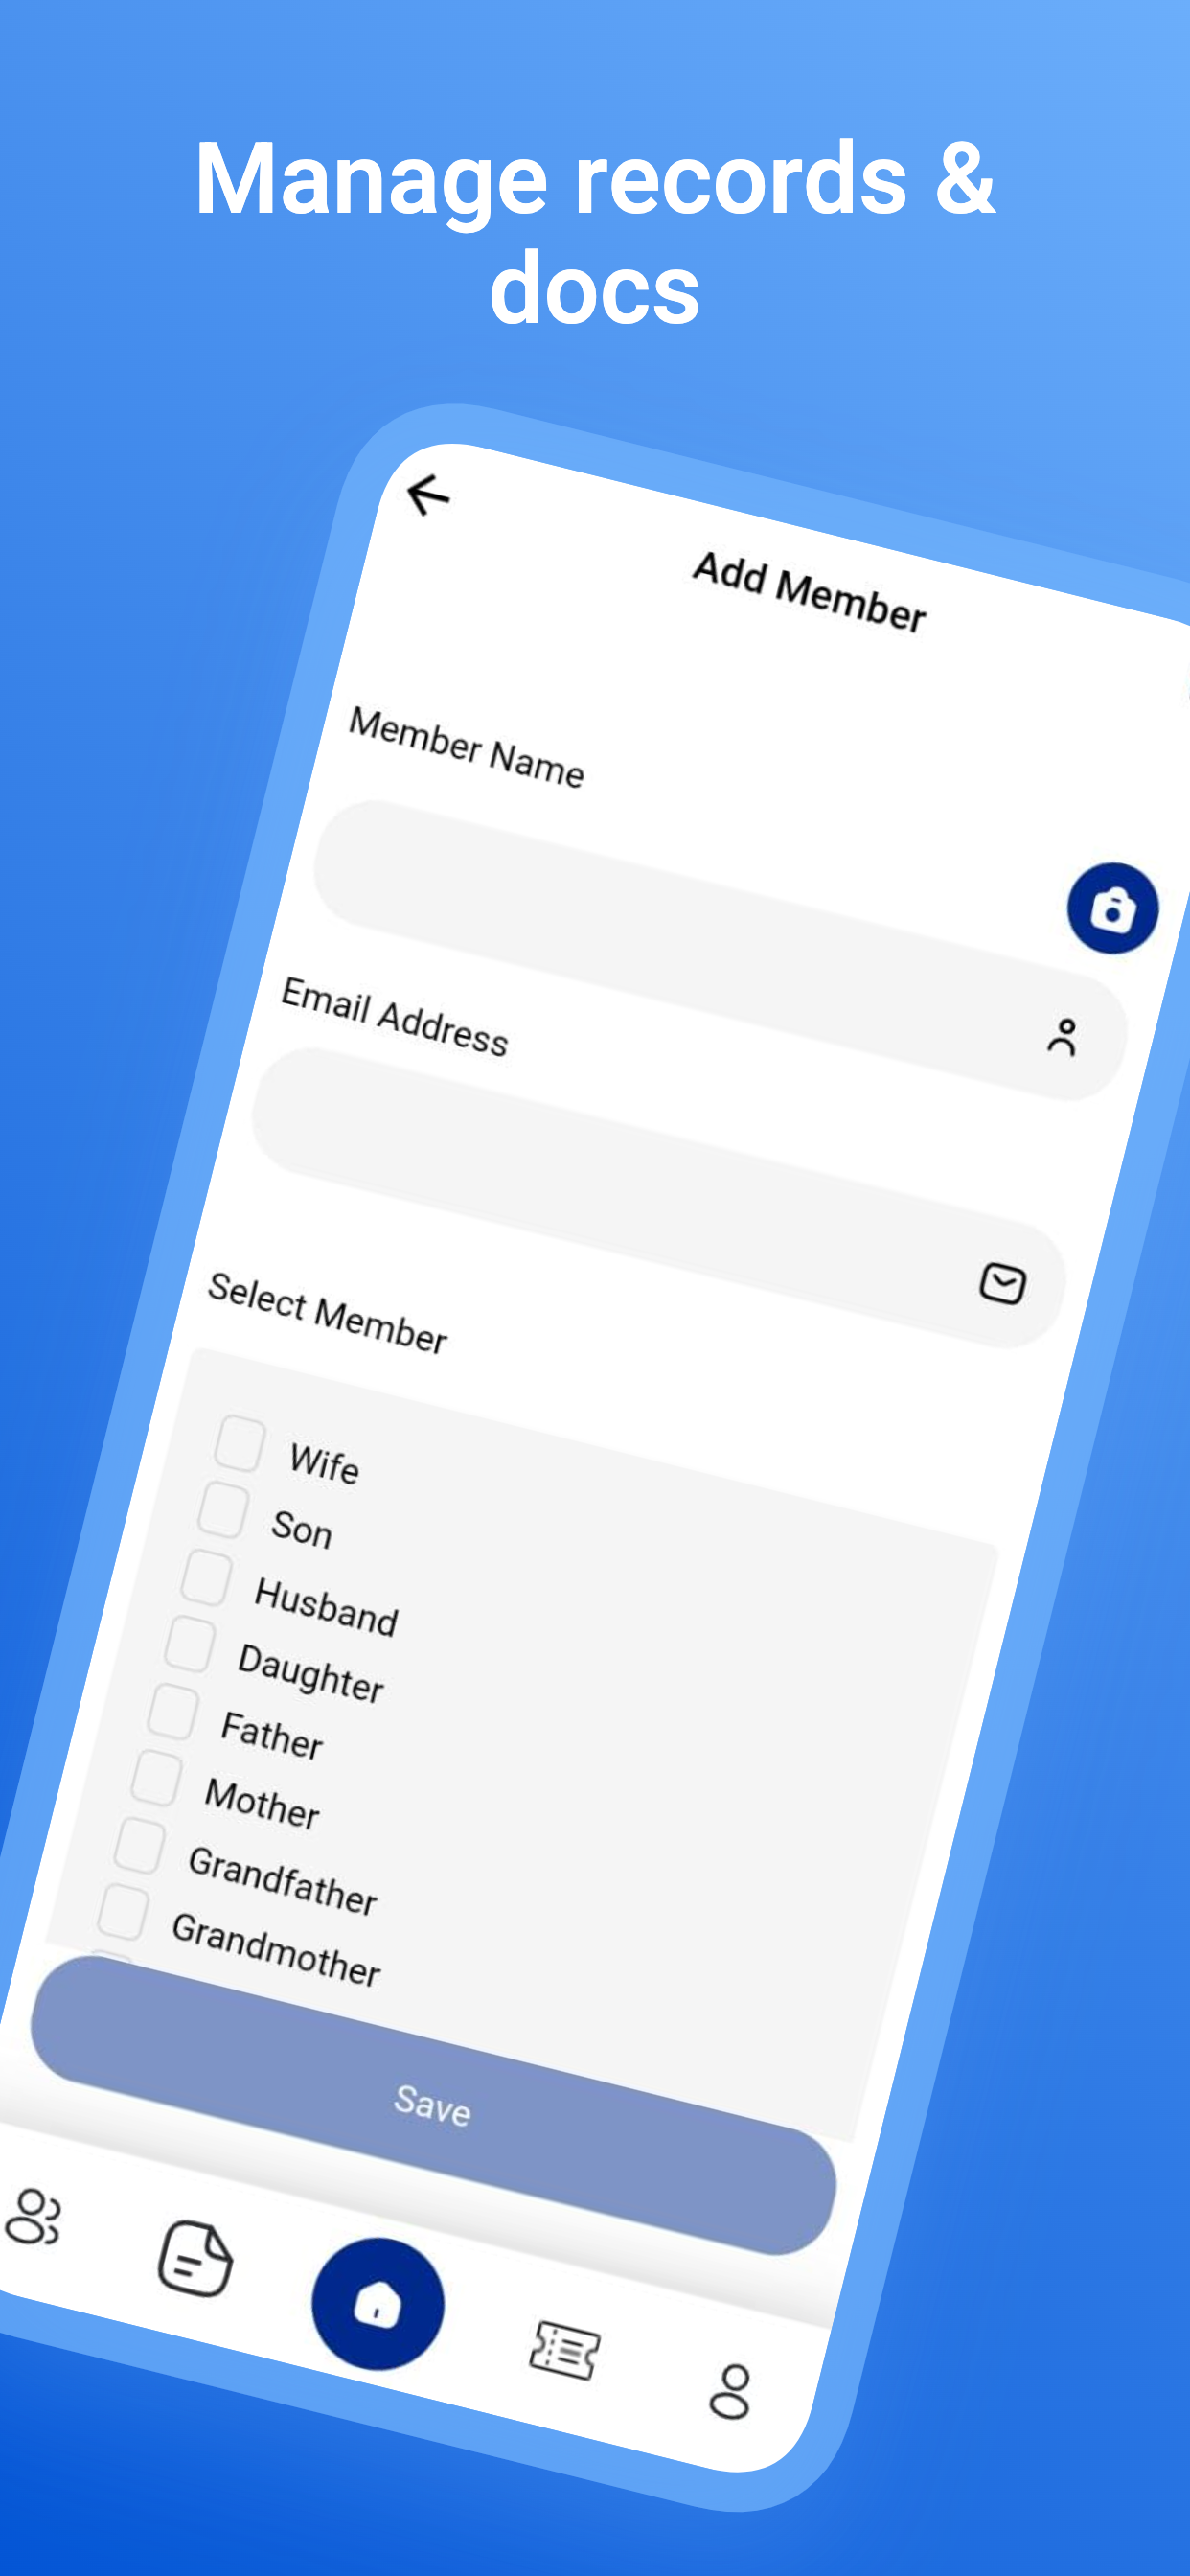 Manage records &
docs
Add Member
Member Name
Email Address
Select Member
Wife
Son
Husband
Daughter
Father
Mother
Grandfather
Grandmother
Save